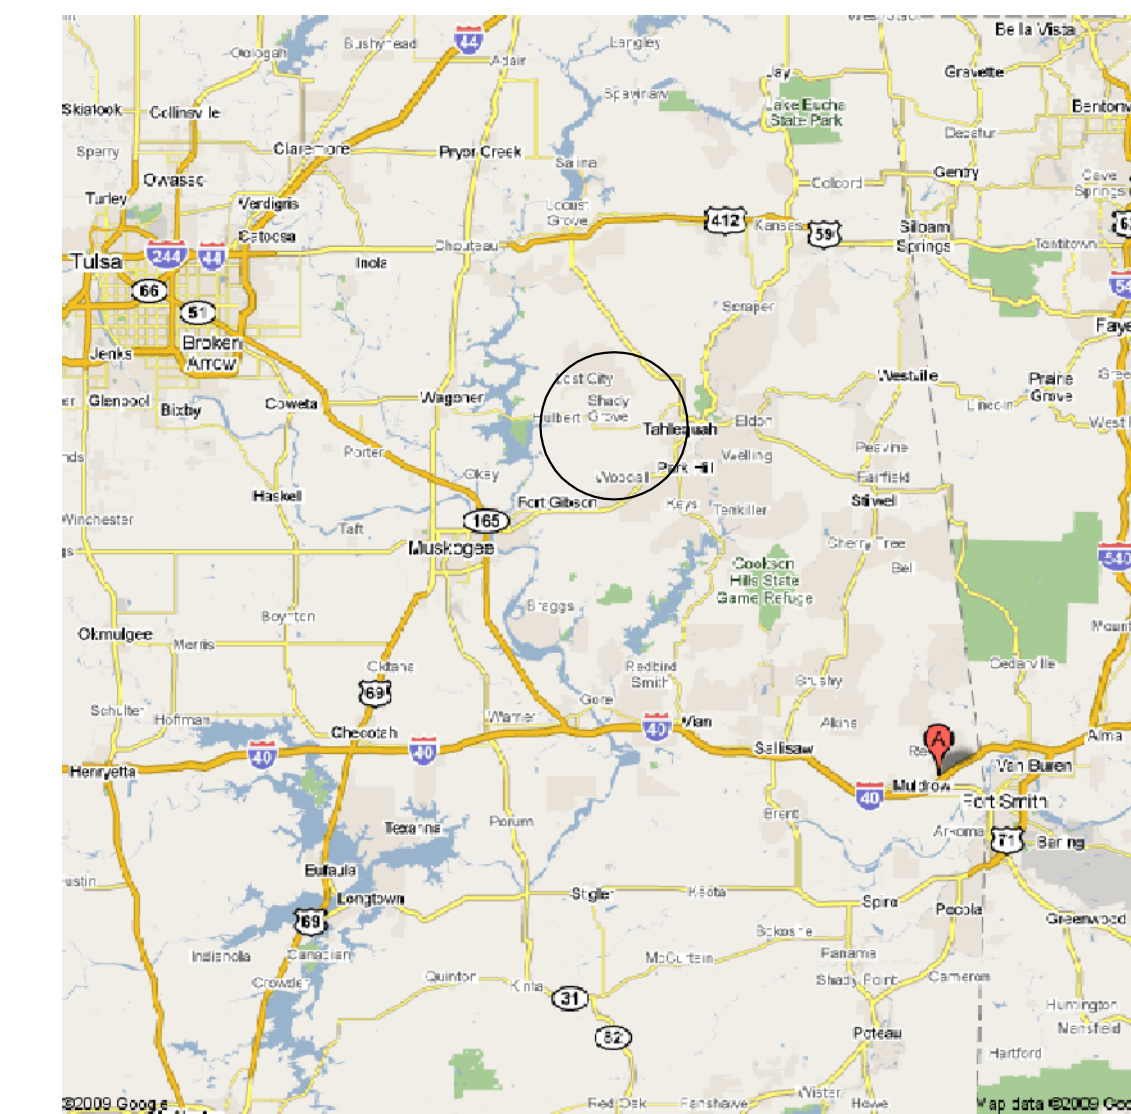 Bella Vista
Langley
Bushyhead
44
Oologah
Adair
Jay
Gravette
Spavinaw
Lake Eucha
State Park
Skiatook
Collinsville
Decatur
Sperry
Claremore
Pryor Creek
Salina
Owasso
Colcord
Gentry
Cave
Springs
Turley
Verdigris
Locust
Grove
412
Kansas
59
Siloam
Springs
Catoosa
Chouteau
Tontitown
Tulsa
244
44
Inola
66
51
Scraper
Broken
Arrow
Jenks
Lost City
Westville
Prairie
Grove
Glenpool
Bixby
Coweta
Wagoner
Shady
Grove
Hulbert
Lincoln
Tahlequah
Eldon
Porter
Welling
Peavine
Park Hill
Okay
Woodall
Fairfield
Haskell
Fort Gibson
Keys
Tenkiller
Stilwell
Winchester
Taft
165
Muskogee
Cherry Tree
Bell
540
Cookson
Hills State
Game Refuge
Braggs
Boynton
Okmulgee
Morris
Oktaha
Redbird
Smith
Cedarville
69
Brushy
Schulter
Hoffman
Warner
Gore
Vian
Akins
Checotah
40
40
40
Sallisaw
A
Alma
Henryetta
Muldrow
Van Buren
40
Fort Smith
Texanna
Porum
Brent
Arkoma
71
Barling
Eufaula
Longtown
Stigler
Keota
Spiro
Pocola
69
Greenwood
Bokoshe
Indianola
Canadian
McCurtain
Panama
Crowder
Quinton
Kinta
Shady Point
Cameron
31
Huntington
82
Poteau
Mansfield
Hartford
Wister
©2009 Google
Red Oak
Fanshawe
Howe
Map data ©2009